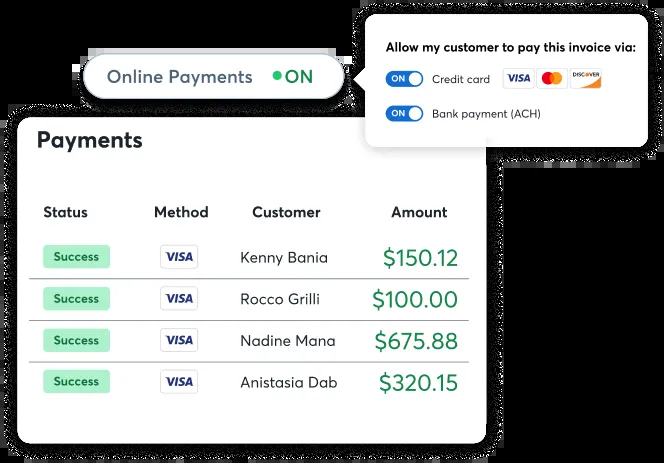 Allow my customer to pay this invoice via:
Online Payments ON
ON Credit card VISA DISCOVER
ON Bank payment (ACH)
Payments
Status Method Customer Amount
Success VISA Kenny Bania $150.12
Success VISA Rocco Grilli $100.00
Success VISA Nadine Mana $675.88
Success VISA Anistasia Dab $320.15